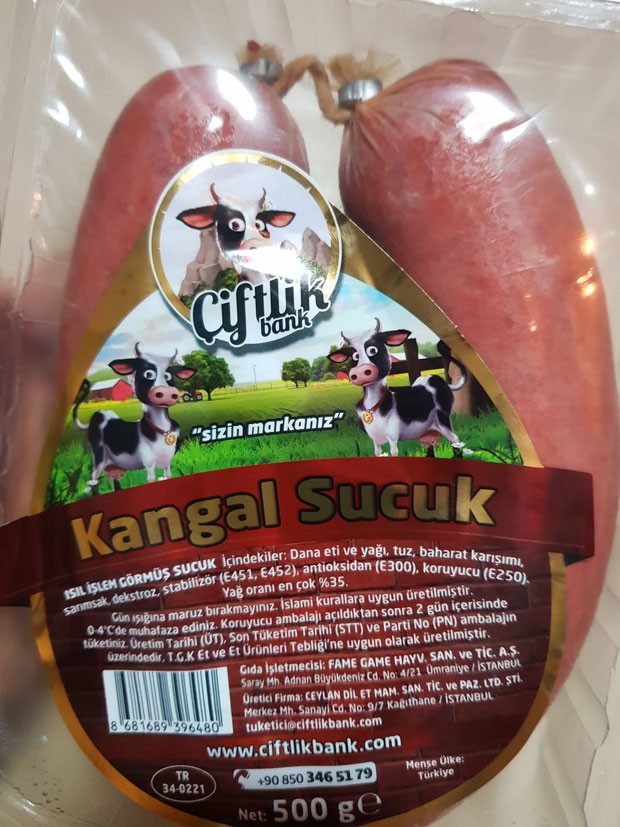 Çiftlik
bank
"sizin markanız"
Kangal Sucuk
ISIL İŞLEM GÖRMÜŞ SUCUK İçindekiler: Dana eti ve yağı, tuz, baharat karışımı,
sarımsak, dekstroz, stabilizör (E451, E452), antioksidan (E300), koruyucu (E250).
Yağ oranı en çok %35.
Gün ışığına maruz bırakmayınız. İslami kurallara uygun üretilmiştir.
0-4°C'de muhafaza ediniz. Koruyucu ambalajı açıldıktan sonra 2 gün içerisinde
tüketiniz. Üretim Tarihi (ÜT), Son Tüketim Tarihi (STT) ve Parti No (PN) ambalajın
üzerindedir. T.G.K Et ve Et Ürünleri Tebliği'ne uygun olarak üretilmiştir.
Gıda İşletmecisi: FAME GAME HAYV. SAN. ve TİC. A.Ş.
Saray Mh. Adnan Büyükdeniz Cd. No: 4/21 Ümraniye / İSTANBUL
Üretici Firma: CEYLAN DİL ET MAM. SAN. TİC. ve PAZ. LTD. ŞTİ.
Merkez Mh. Sanayi Cd. No: 9/7 Kağıthane / İSTANBUL
tuketici@ciftlikbank.com
8 681689 396480
www.ciftlikbank.com
TR
34-0221
+90 850 346 51 79
Menşe Ülke:
Türkiye
Net: 500 g ℮